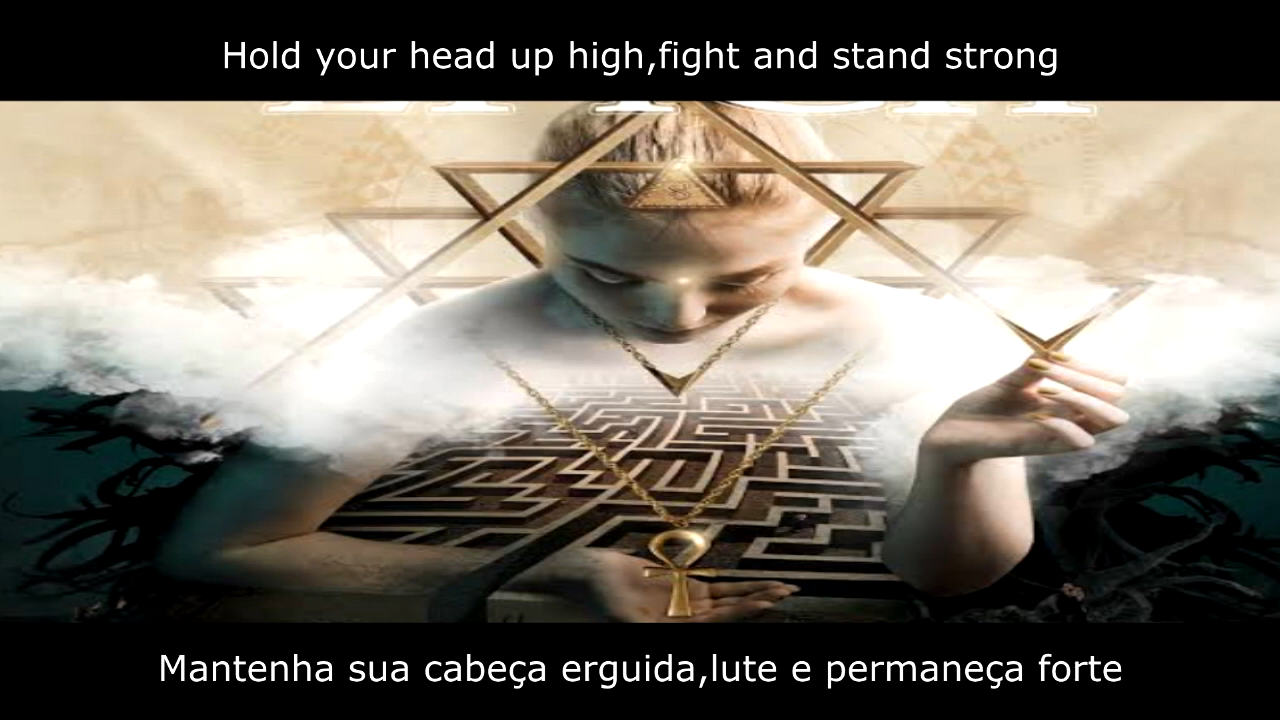 Hold your head up high,fight and stand strong
Mantenha sua cabeça erguida,lute e permaneça forte